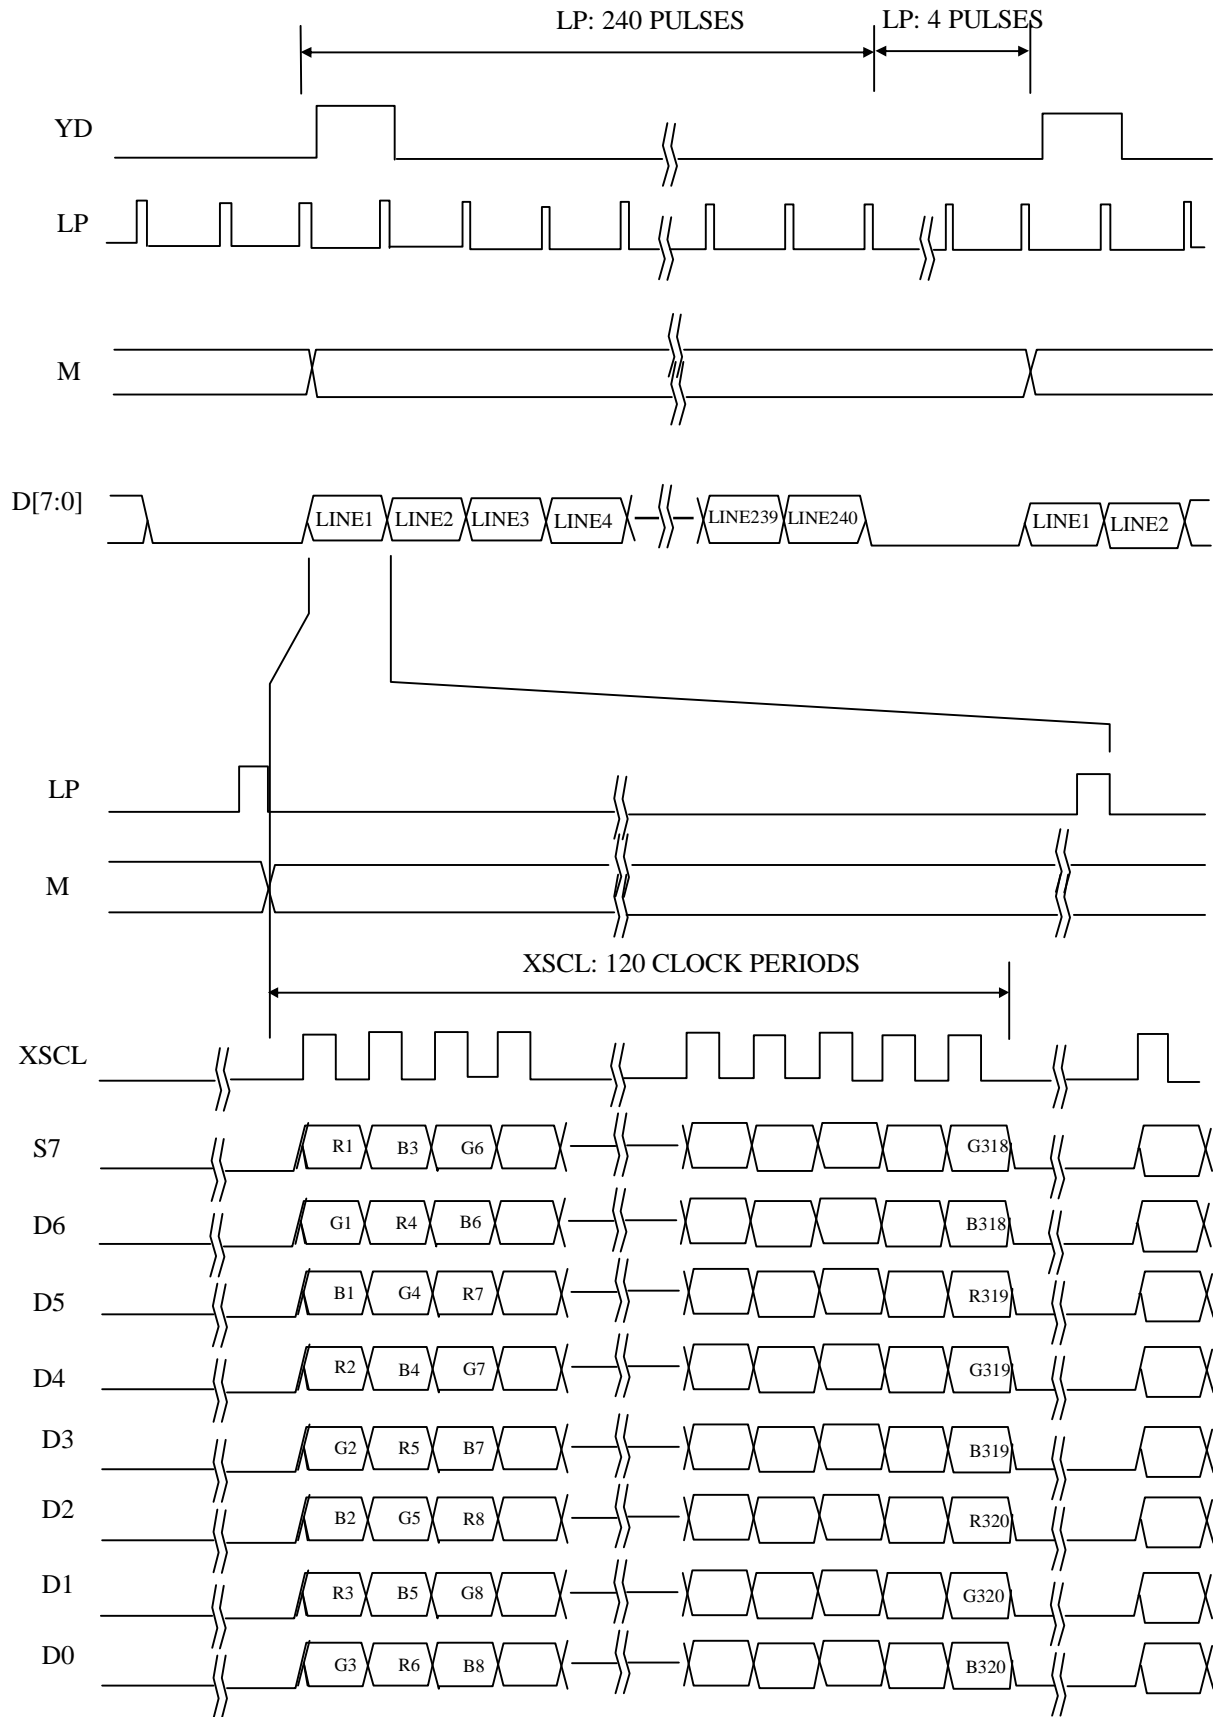 LP: 240 PULSES LP: 4 PULSES
YD
LP
M
D[7:0] LINE1 LINE2 LINE3 LINE4 LINE239 LINE240 LINE1 LINE2
LP
M
XSCL: 120 CLOCK PERIODS
XSCL
S7 R1 B3 G6 G318
D6 G1 R4 B6 B318
D5 B1 G4 R7 R319
D4 R2 B4 G7 G319
D3 G2 R5 B7 B319
D2 B2 G5 R8 R320
D1 R3 B5 G8 G320
D0 G3 R6 B8 B320